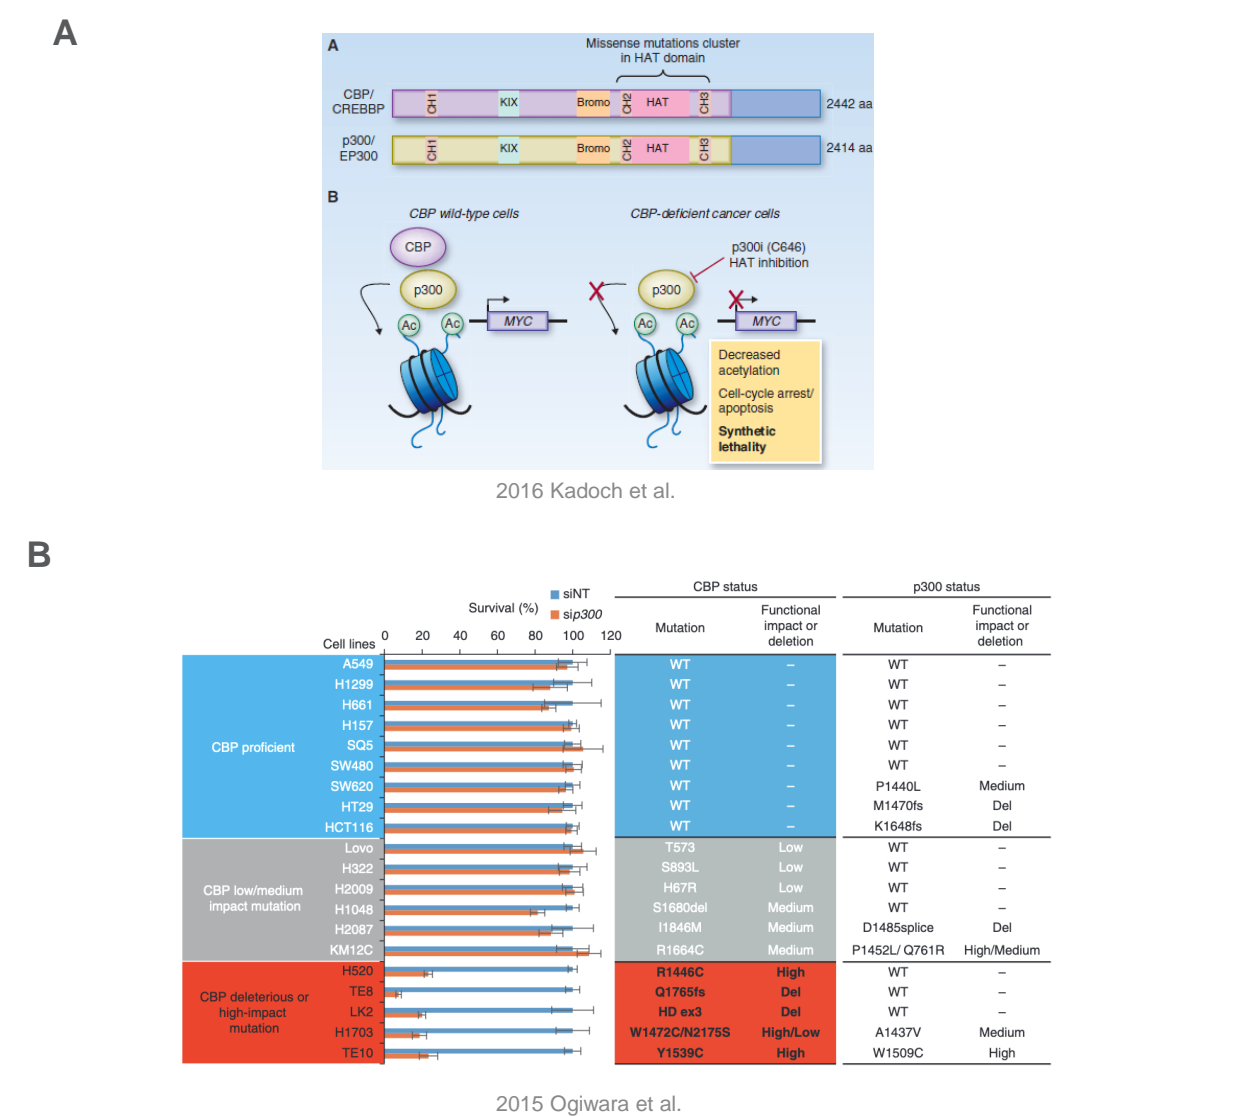 A
A
Missense mutations cluster
in HAT domain
CBP/
CREBBP
CH1
KIX
Bromo
CH2
HAT
CH3
2442 aa
p300/
EP300
CH1
KIX
Bromo
CH2
HAT
CH3
2414 aa
B
CBP wild-type cells
CBP-deficient cancer cells
CBP
p300
Ac
Ac
MYC
p300i (C646)
HAT inhibition
p300
Ac
Ac
MYC
Decreased
acetylation
Cell-cycle arrest/
apoptosis
Synthetic
lethality
2016 Kadoch et al.
B
siNT
sip300
Survival (%)
CBP status
p300 status
Mutation
Functional
impact or
deletion
Mutation
Functional
impact or
deletion
Cell lines
0 20 40 60 80 100 120
CBP proficient
A549 WT – WT –
H1299 WT – WT –
H661 WT – WT –
H157 WT – WT –
SQ5 WT – WT –
SW480 WT – WT –
SW620 WT – P1440L Medium
HT29 WT – M1470fs Del
HCT116 WT – K1648fs Del
CBP low/medium
impact mutation
Lovo T573 Low WT –
H322 S893L Low WT –
H2009 H67R Low WT –
H1048 S1680del Medium WT –
H2087 I1846M Medium D1485splice Del
KM12C R1664C Medium P1452L/ Q761R High/Medium
CBP deleterious or
high-impact
mutation
H520 R1446C High WT –
TE8 Q1765fs Del WT –
LK2 HD ex3 Del WT –
H1703 W1472C/N2175S High/Low A1437V Medium
TE10 Y1539C High W1509C High
2015 Ogiwara et al.